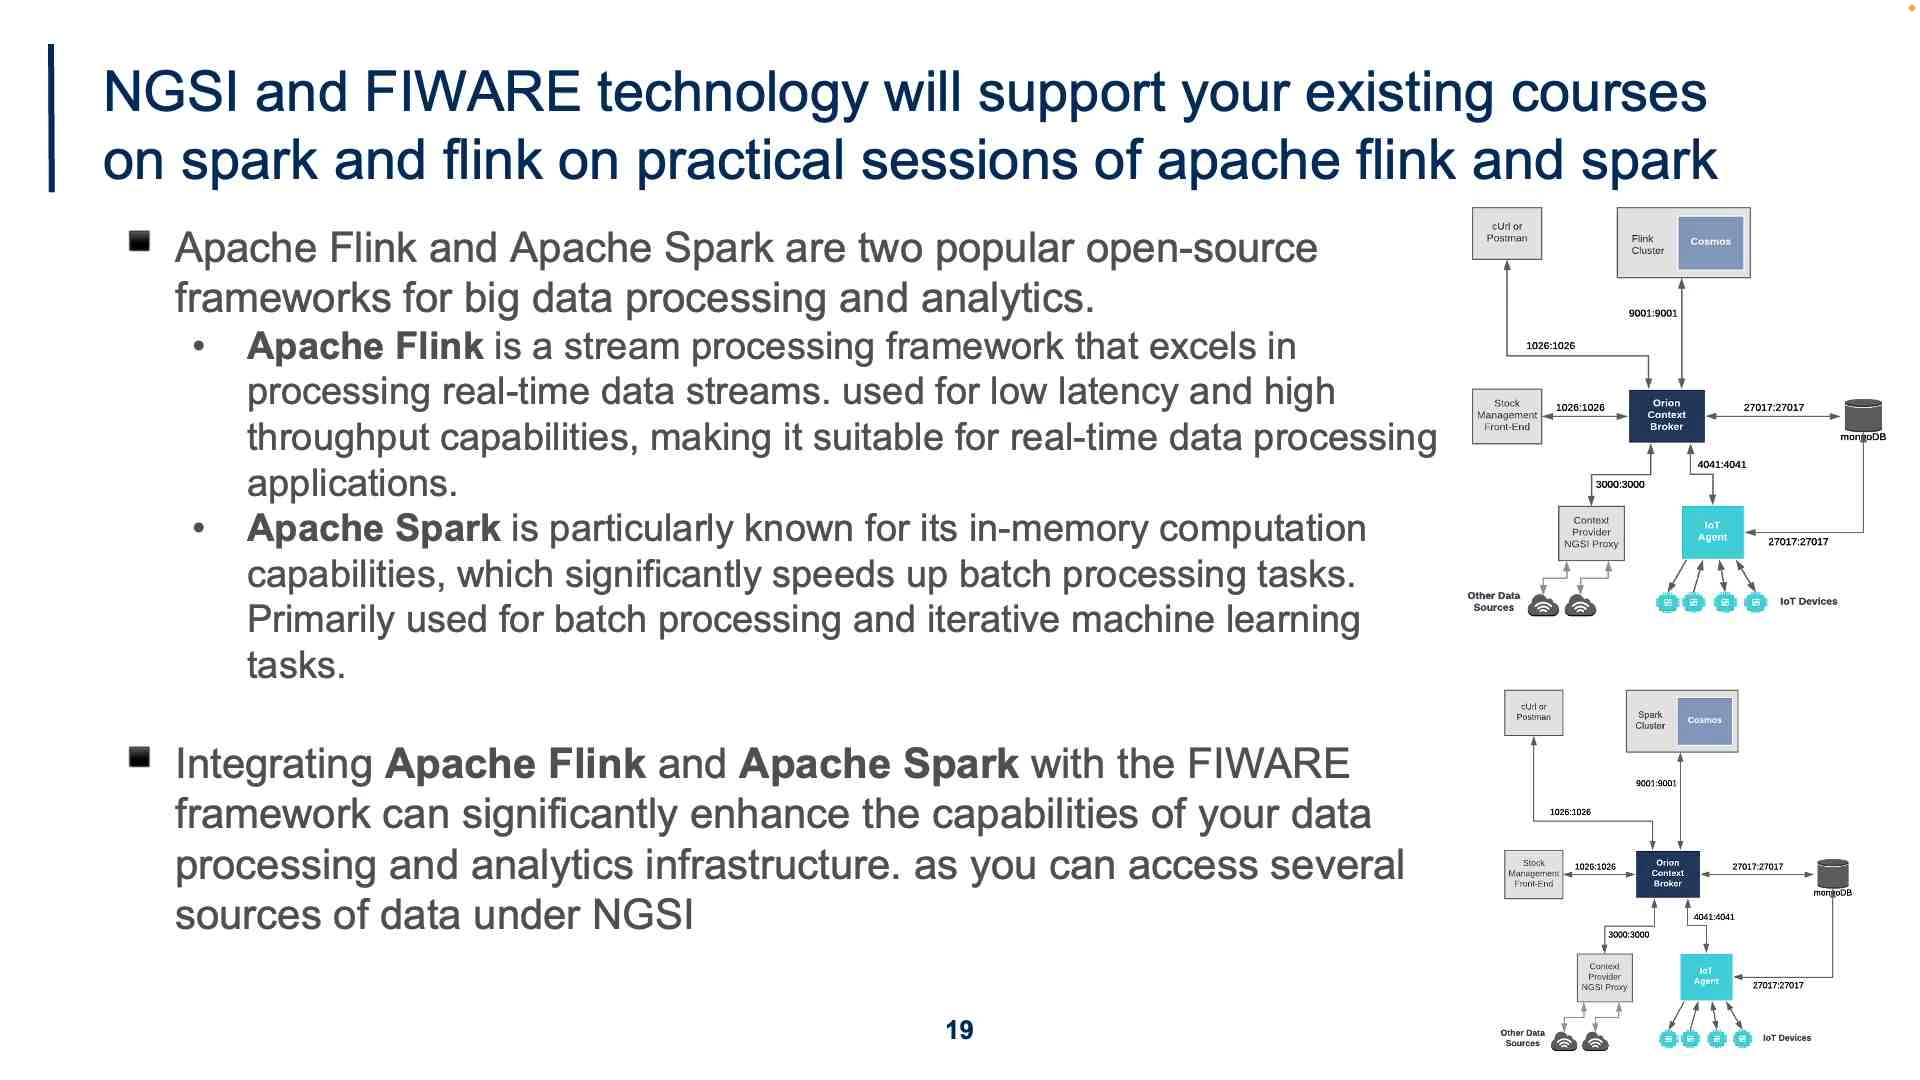 NGSI and FIWARE technology will support your existing courses
on spark and flink on practical sessions of apache flink and spark
Apache Flink and Apache Spark are two popular open-source
frameworks for big data processing and analytics.
• Apache Flink is a stream processing framework that excels in
processing real-time data streams. used for low latency and high
throughput capabilities, making it suitable for real-time data processing
applications.
• Apache Spark is particularly known for its in-memory computation
capabilities, which significantly speeds up batch processing tasks.
Primarily used for batch processing and iterative machine learning
tasks.
Integrating Apache Flink and Apache Spark with the FIWARE
framework can significantly enhance the capabilities of your data
processing and analytics infrastructure. as you can access several
sources of data under NGSI
cUrl or
Postman
Flink
Cluster
Cosmos
9001:9001
1026:1026
Stock
Management
Front-End
1026:1026
Orion
Context
Broker
27017:27017
mongoDB
4041:4041
3000:3000
Context
Provider
NGSI Proxy
IoT
Agent
27017:27017
Other Data
Sources
IoT Devices
cUrl or
Postman
Spark
Cluster
Cosmos
9001:9001
1026:1026
Stock
Management
Front-End
1026:1026
Orion
Context
Broker
27017:27017
mongoDB
4041:4041
3000:3000
Context
Provider
NGSI Proxy
IoT
Agent
27017:27017
Other Data
Sources
IoT Devices
19